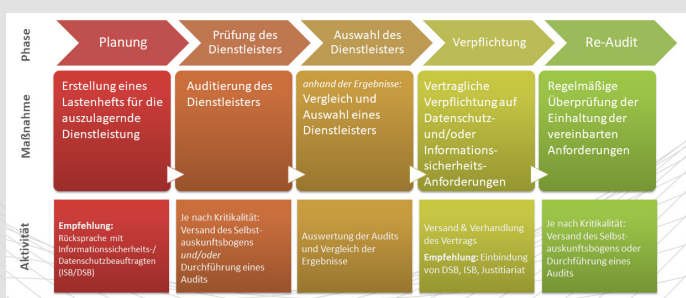 Phase
Planung
Prüfung des
Dienstleisters
Auswahl des
Dienstleisters
Verpflichtung
Re-Audit
Maßnahme
Erstellung eines
Lastenhefts für die
auszulagernde
Dienstleistung
Auditierung des
Dienstleisters
anhand der Ergebnisse:
Vergleich und
Auswahl eines
Dienstleisters
Vertragliche
Verpflichtung auf
Datenschutz-
und/oder
Informations-
sicherheits-
Anforderungen
Regelmäßige
Überprüfung der
Einhaltung der
vereinbarten
Anforderungen
Aktivität
Empfehlung:
Rücksprache mit
Informationssicherheits-/
Datenschutzbeauftragten
(ISB/DSB)
Je nach Kritikalität:
Versand des Selbst-
auskunftsbogens
und/oder
Durchführung eines
Audits
Auswertung der Audits
und Vergleich der
Ergebnisse
Versand & Verhandlung
des Vertrags
Empfehlung: Einbindung
von DSB, ISB, Justitiariat
Je nach Kritikalität:
Versand des Selbst-
auskunftsbogens oder
Durchführung eines
Audits